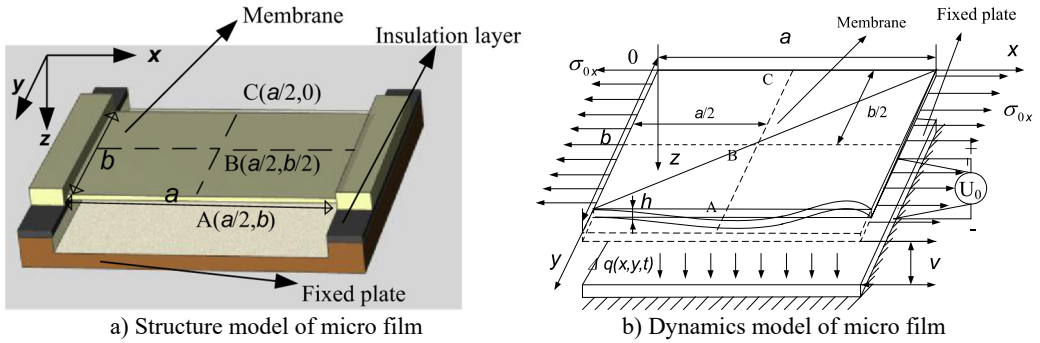 Membrane
Insulation layer
x
y
z
C(a/2,0)
b
B(a/2,b/2)
a
A(a/2,b)
Fixed plate
a) Structure model of micro film
Membrane
Fixed plate
a
0
x
σ0x
C
a/2
b/2
σ0x
b
z
B
+
U0
h
A
-
y
q(x,y,t)
v
b) Dynamics model of micro film